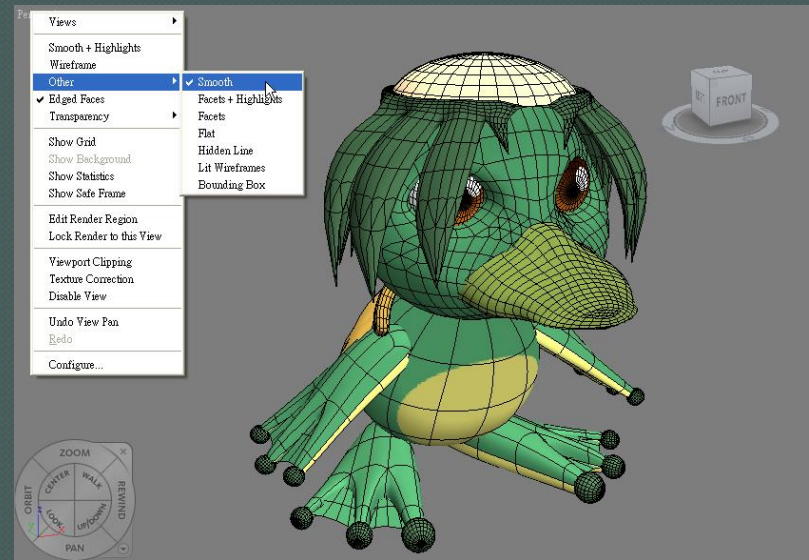 Views
Smooth + Highlights
Wireframe
Other
Edged Faces
Transparency
Show Grid
Show Background
Show Statistics
Show Safe Frame
Edit Render Region
Lock Render to this View
Viewport Clipping
Texture Correction
Disable View
Undo View Pan
Redo
Configure...
Smooth
Facets + Highlights
Facets
Flat
Hidden Line
Lit Wireframes
Bounding Box
FRONT
ZOOM
ORBIT
CENTER
WALK
REWIND
LOOK
UP/DOWN
PAN